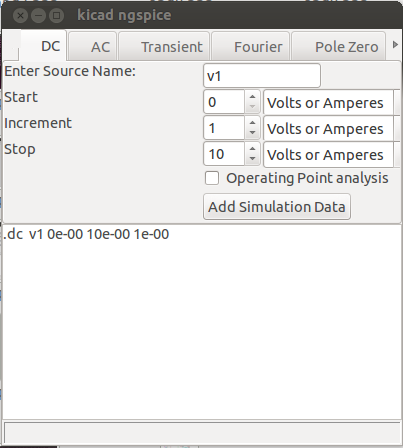 kicad ngspice
DC AC Transient Fourier Pole Zero
Enter Source Name: v1
Start 0 Volts or Amperes
Increment 1 Volts or Amperes
Stop 10 Volts or Amperes
Operating Point analysis
Add Simulation Data
.dc v1 0e-00 10e-00 1e-00